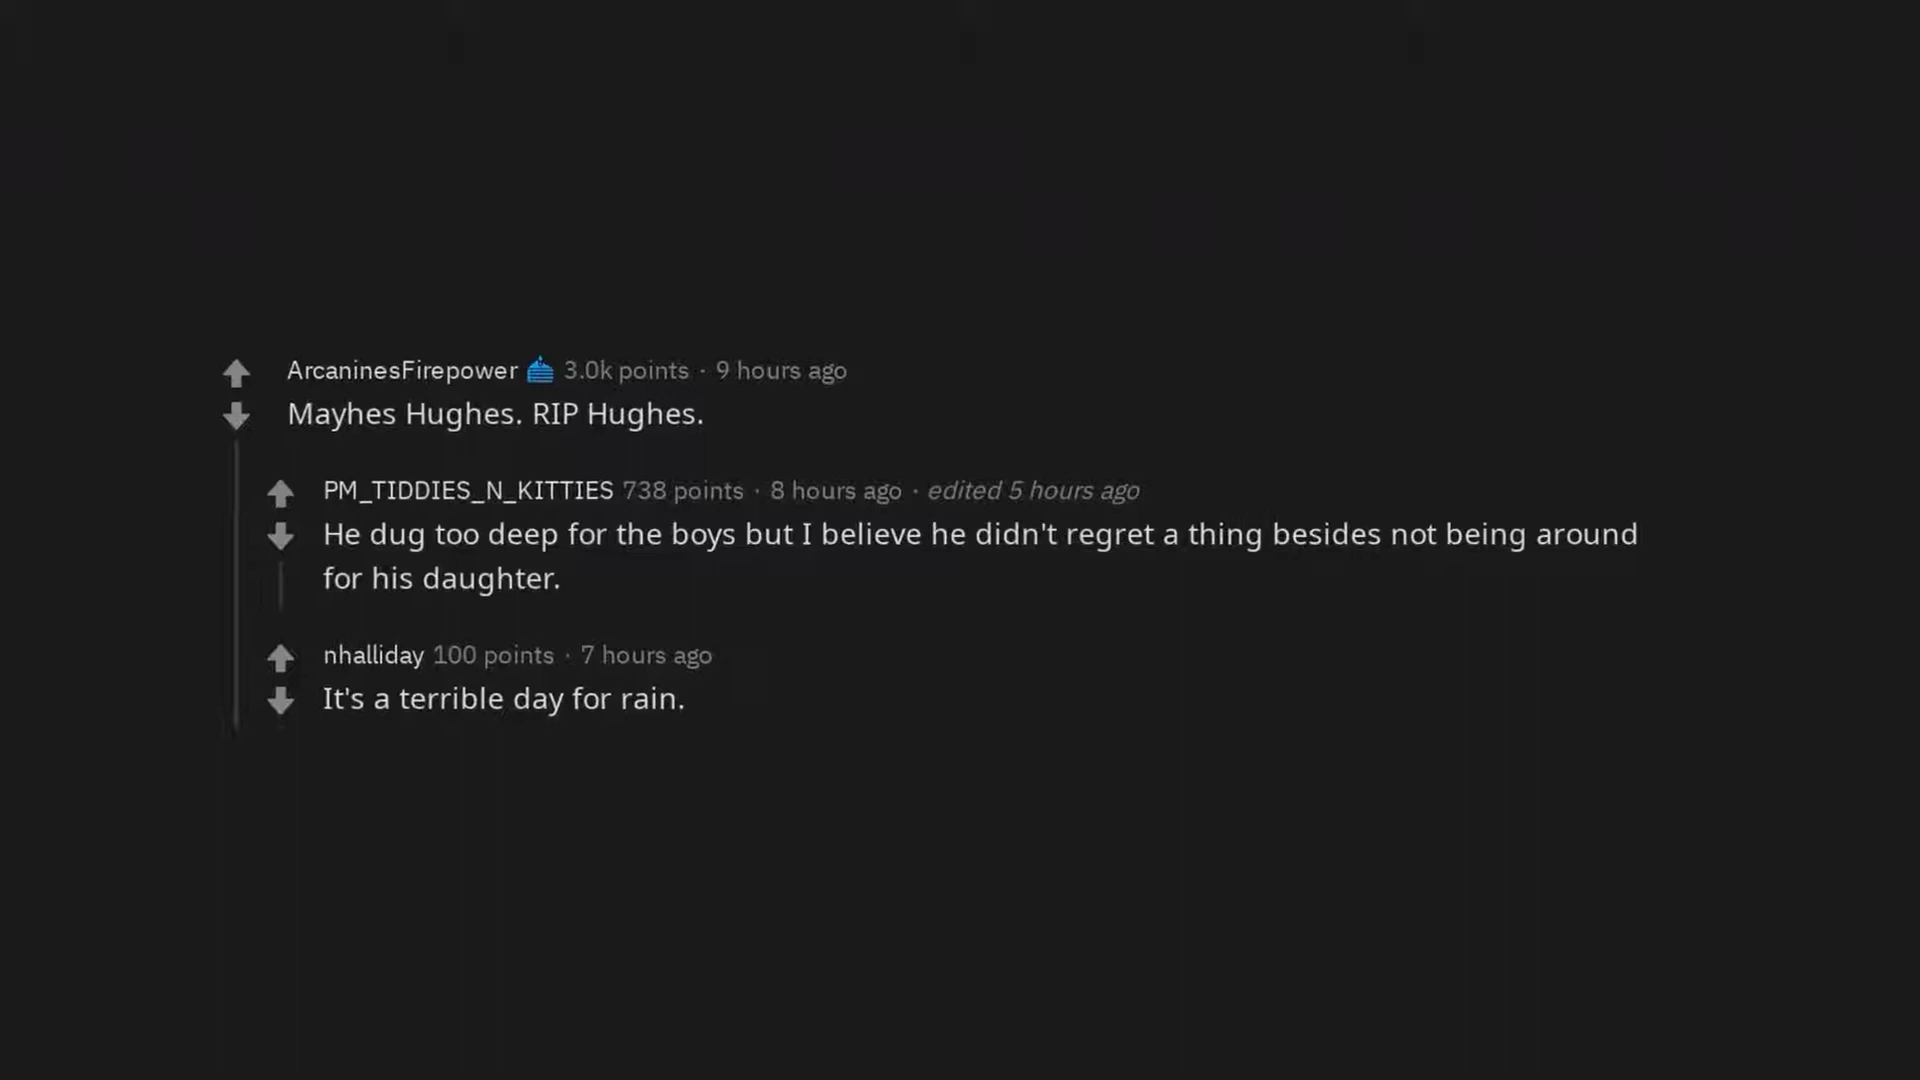 ArcaninesFirepower 3.0k points · 9 hours ago
Mayhes Hughes. RIP Hughes.
PM_TIDDIES_N_KITTIES 738 points · 8 hours ago · edited 5 hours ago
He dug too deep for the boys but I believe he didn't regret a thing besides not being around
for his daughter.
nhalliday 100 points · 7 hours ago
It's a terrible day for rain.